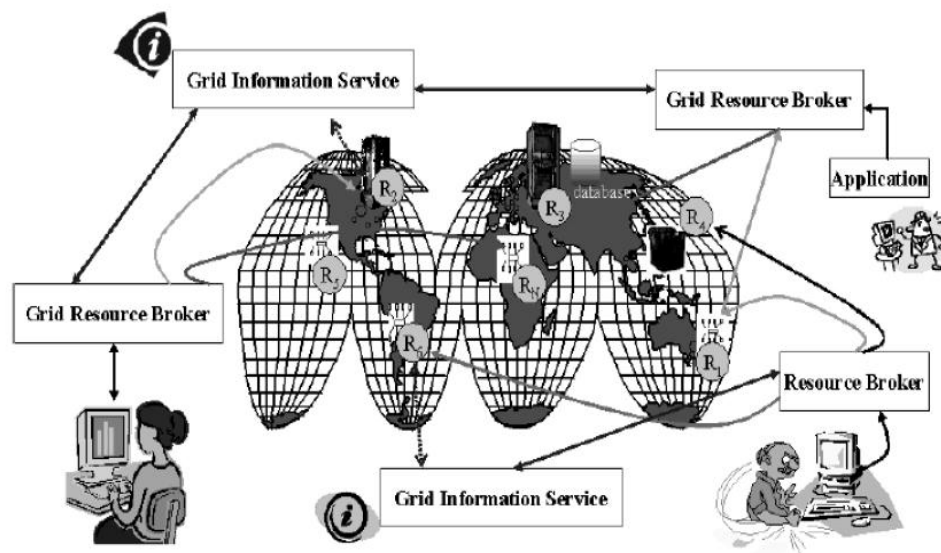 Grid Information Service
Grid Resource Broker
Application
database
R2
R3
R4
RN
R6
R1
Grid Resource Broker
Resource Broker
Grid Information Service
i
i